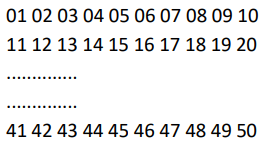 01 02 03 04 05 06 07 08 09 10
11 12 13 14 15 16 17 18 19 20
..............
..............
41 42 43 44 45 46 47 48 49 50